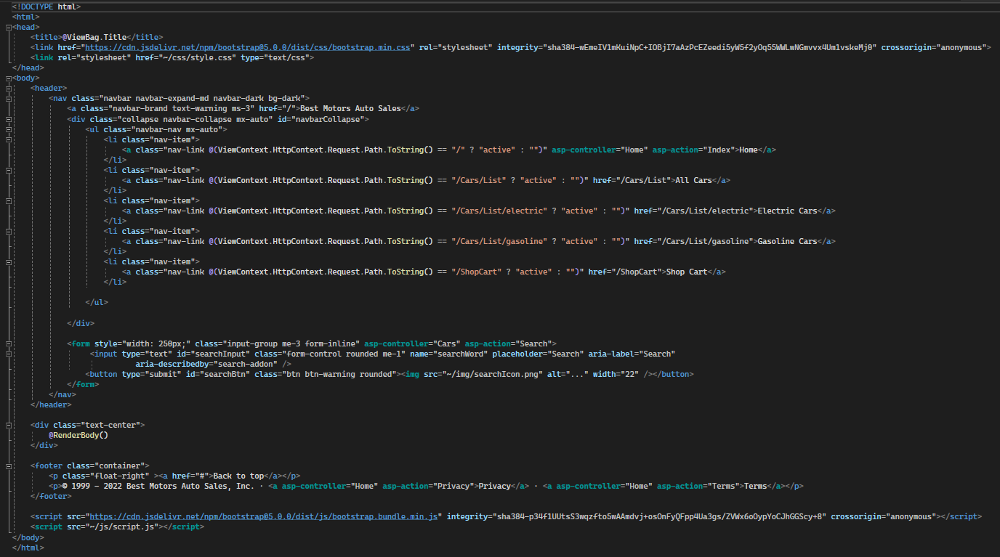 <!DOCTYPE html>
<html>
<head>
<title>@ViewBag.Title</title>
<link href="https://cdn.jsdelivr.net/npm/bootstrap@5.0.0/dist/css/bootstrap.min.css" rel="stylesheet" integrity="sha384-wEmeIV1mKuiNpC+IOBjI7aAzPcEZeedi5yW5f2yOq55WWLwNGmvvx4Um1vskeMj0" crossorigin="anonymous">
<link rel="stylesheet" href="~/css/style.css" type="text/css">
</head>
<body>
<header>
<nav class="navbar navbar-expand-md navbar-dark bg-dark">
<a class="navbar-brand text-warning ms-3" href="/">Best Motors Auto Sales</a>
<div class="collapse navbar-collapse mx-auto" id="navbarCollapse">
<ul class="navbar-nav mx-auto">
<li class="nav-item">
<a class="nav-link @(ViewContext.HttpContext.Request.Path.ToString() == "/" ? "active" : "")" asp-controller="Home" asp-action="Index">Home</a>
</li>
<li class="nav-item">
<a class="nav-link @(ViewContext.HttpContext.Request.Path.ToString() == "/Cars/List" ? "active" : "")" href="/Cars/List">All Cars</a>
</li>
<li class="nav-item">
<a class="nav-link @(ViewContext.HttpContext.Request.Path.ToString() == "/Cars/List/electric" ? "active" : "")" href="/Cars/List/electric">Electric Cars</a>
</li>
<li class="nav-item">
<a class="nav-link @(ViewContext.HttpContext.Request.Path.ToString() == "/Cars/List/gasoline" ? "active" : "")" href="/Cars/List/gasoline">Gasoline Cars</a>
</li>
<li class="nav-item">
<a class="nav-link @(ViewContext.HttpContext.Request.Path.ToString() == "/ShopCart" ? "active" : "")" href="/ShopCart">Shop Cart</a>
</li>
</ul>
</div>
<form style="width: 250px;" class="input-group me-3 form-inline" asp-controller="Cars" asp-action="Search">
<input type="text" id="searchInput" class="form-control rounded me-1" name="searchWord" placeholder="Search" aria-label="Search"
aria-describedby="search-addon" />
<button type="submit" id="searchBtn" class="btn btn-warning rounded"><img src="~/img/searchIcon.png" alt="..." width="22" /></button>
</form>
</nav>
</header>
<div class="text-center">
@RenderBody()
</div>
<footer class="container">
<p class="float-right" ><a href="#">Back to top</a></p>
<p>© 1999 – 2022 Best Motors Auto Sales, Inc. · <a asp-controller="Home" asp-action="Privacy">Privacy</a> · <a asp-controller="Home" asp-action="Terms">Terms</a></p>
</footer>
<script src="https://cdn.jsdelivr.net/npm/bootstrap@5.0.0/dist/js/bootstrap.bundle.min.js" integrity="sha384-p34f1UUtsS3wqzfto5wAAmdvj+osOnFyQFpp4Ua3gs/ZVWx6oOypYoCJhGGScy+8" crossorigin="anonymous"></script>
<script src="~/js/script.js"></script>
</body>
</html>